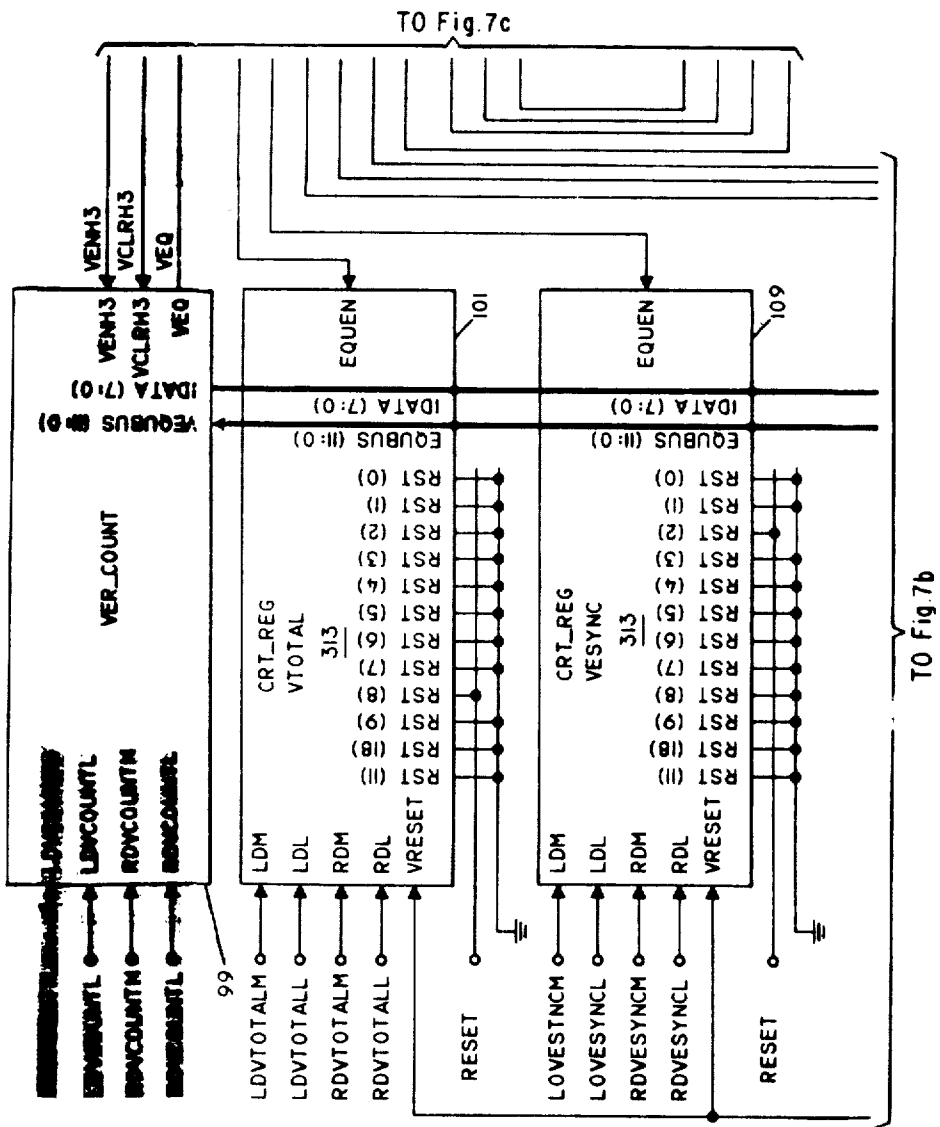 TO Fig.7c
VENH3
VCLRH3
VEQ
VENH3
VCLRH3
VEQ
IDATA (7:0)
VEQUBUS
VER_COUNT
LDVCOUNTL
RDVCOUNTM
RDVCOUNTM
99
EQUEN
101
IDATA (7:0)
EQUBUS (11:0)
RST (0)
RST (1)
RST (2)
RST (3)
RST (4)
RST (5)
RST (6)
RST (7)
RST (8)
RST (9)
RST (1B)
RST (11)
CRT_REG
VTOTAL
313
LDM
LDL
RDM
RDL
VRESET
LDVTOTALM
LDVTOTALL
RDVTOTALM
RDVTOTALL
RESET
EQUEN
109
IDATA (7:0)
EQUBUS (11:0)
RST (0)
RST (1)
RST (2)
RST (3)
RST (4)
RST (5)
RST (6)
RST (7)
RST (8)
RST (9)
RST (1B)
RST (11)
CRT_REG
VESYNC
313
LDM
LDL
RDM
RDL
VRESET
LOVESTNCM
LOVESYNCL
RDVESYNCM
RDVESYNCL
RESET
TO Fig.7b